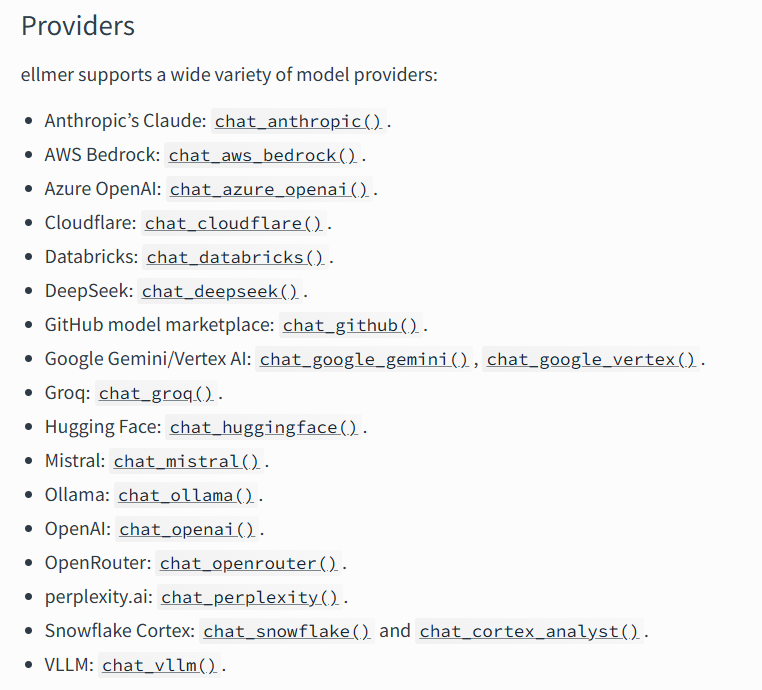 Providers
ellmer supports a wide variety of model providers:
• Anthropic’s Claude: chat_anthropic().
• AWS Bedrock: chat_aws_bedrock().
• Azure OpenAI: chat_azure_openai().
• Cloudflare: chat_cloudflare().
• Databricks: chat_databricks().
• DeepSeek: chat_deepseek().
• GitHub model marketplace: chat_github().
• Google Gemini/Vertex AI: chat_google_gemini(), chat_google_vertex().
• Groq: chat_groq().
• Hugging Face: chat_huggingface().
• Mistral: chat_mistral().
• Ollama: chat_ollama().
• OpenAI: chat_openai().
• OpenRouter: chat_openrouter().
• perplexity.ai: chat_perplexity().
• Snowflake Cortex: chat_snowflake() and chat_cortex_analyst().
• VLLM: chat_vllm().